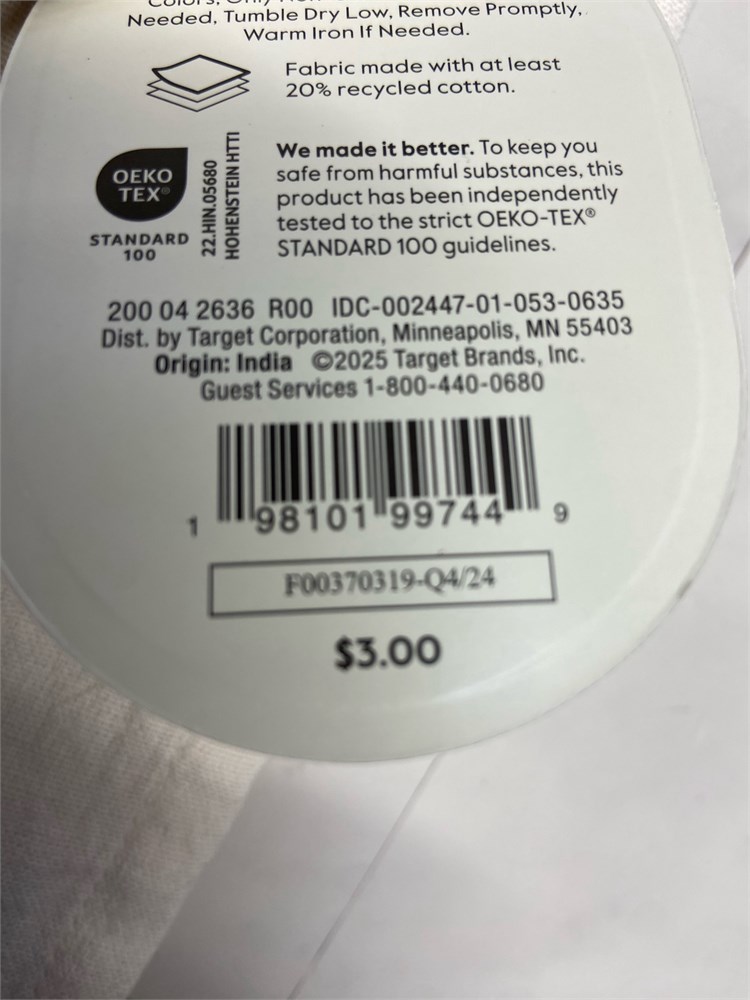 Needed, Tumble Dry Low, Remove Promptly,
Warm Iron If Needed.
Fabric made with at least
20% recycled cotton.
OEKO
TEX®
STANDARD
100
22.HIN.05680
HOHENSTEIN HTTI
We made it better. To keep you
safe from harmful substances, this
product has been independently
tested to the strict OEKO-TEX®
STANDARD 100 guidelines.
200 04 2636 R00 IDC-002447-01-053-0635
Dist. by Target Corporation, Minneapolis, MN 55403
Origin: India ©2025 Target Brands, Inc.
Guest Services 1-800-440-0680
1 98101 99744 9
F00370319-Q4/24
$3.00